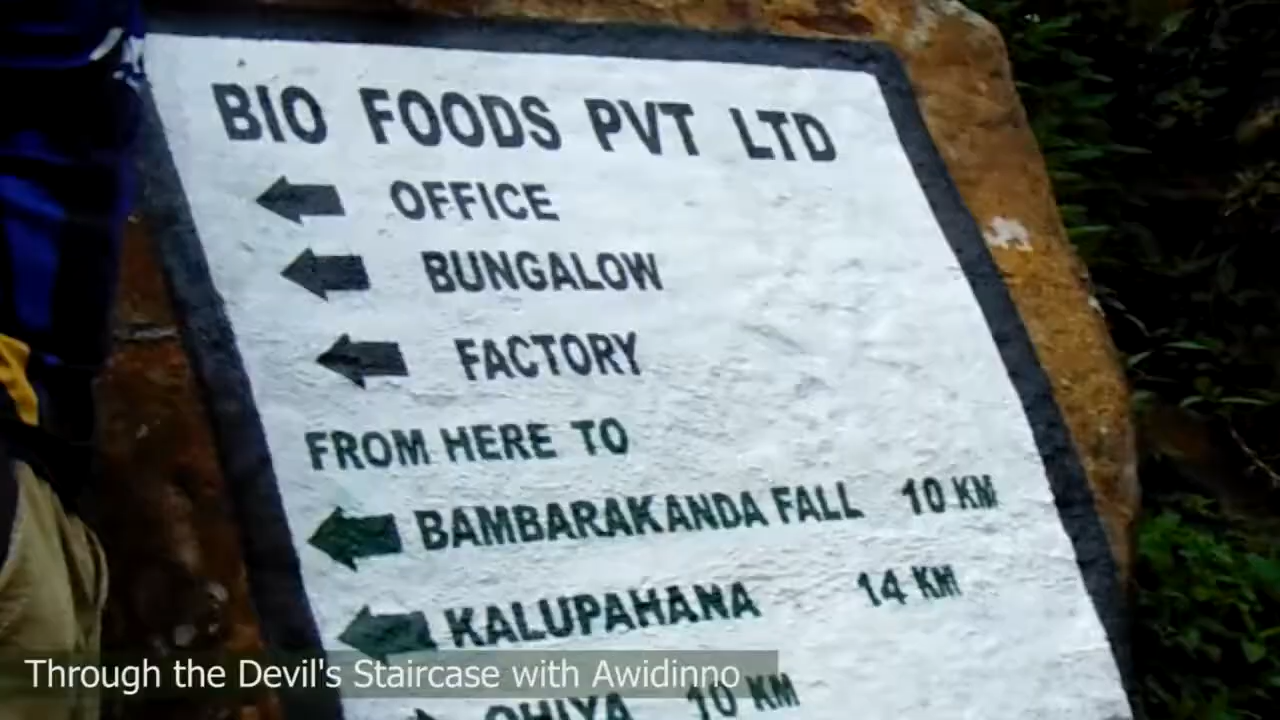 BIO FOODS PVT LTD
OFFICE
BUNGALOW
FACTORY
FROM HERE TO
BAMBARAKANDA FALL 10 KM
KALUPAHANA 14 KM
OHIYA 10 KM
Through the Devil's Staircase with Awidinno